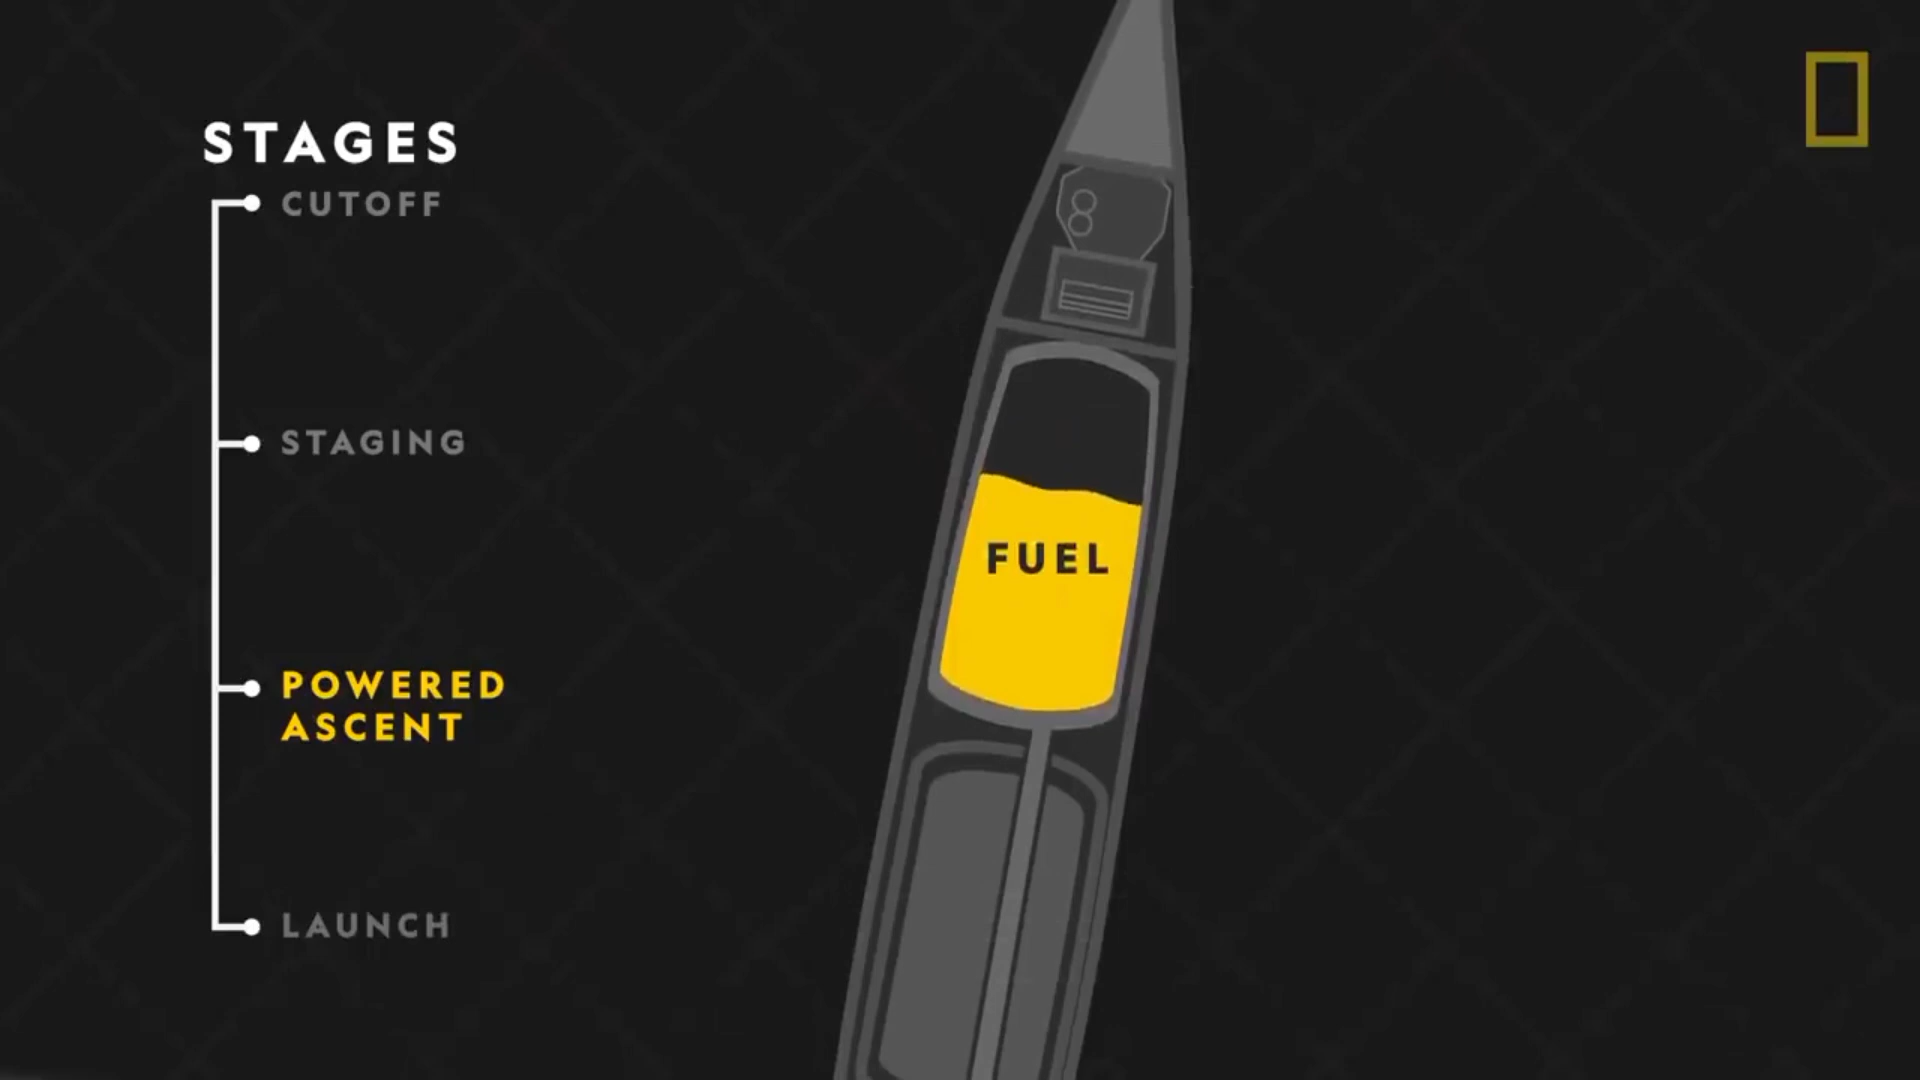 STAGES
CUTOFF
STAGING
POWERED
ASCENT
LAUNCH
FUEL